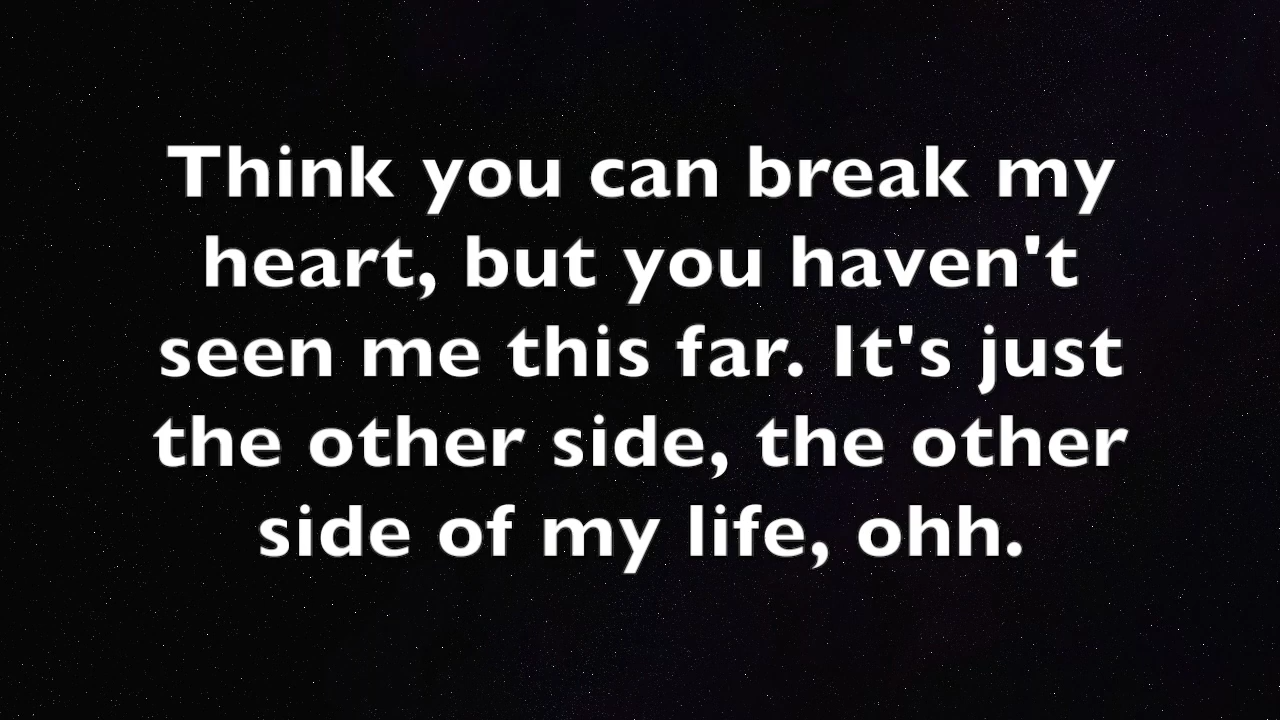 Think you can break my
heart, but you haven't
seen me this far. It's just
the other side, the other
side of my life, ohh.